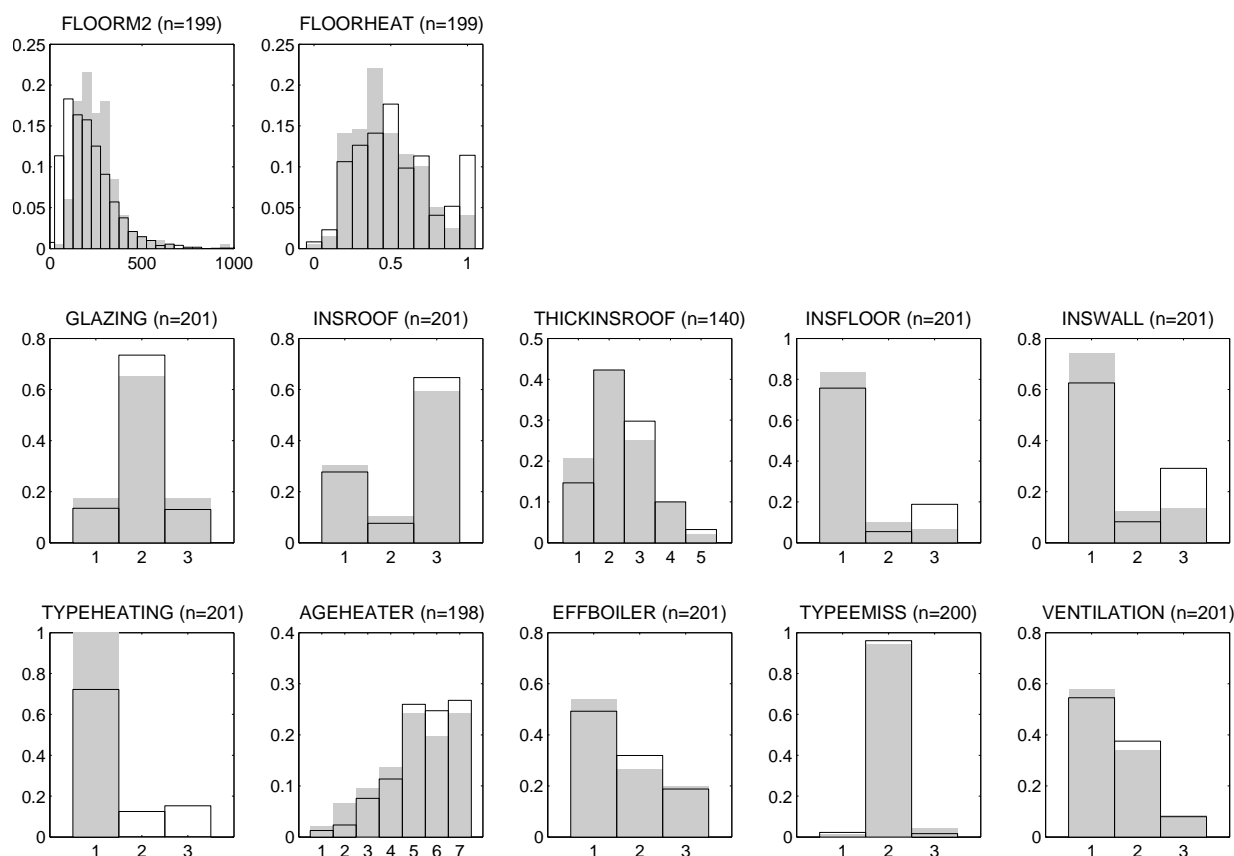 FLOORM2 (n=199) FLOORHEAT (n=199)
0.25 0.25
0.2 0.2
0.15 0.15
0.1 0.1
0.05 0.05
0 0
0 500 1000 0 0.5 1
GLAZING (n=201) INSROOF (n=201) THICKINSROOF (n=140) INSFLOOR (n=201) INSWALL (n=201)
0.8 0.8 0.5 1 0.8
0.4 0.8
0.6 0.6 0.6
0.3 0.6
0.4 0.4 0.4
0.2 0.4
0.2 0.2 0.2
0.1 0.2
0 0 0 0 0
1 2 3 1 2 3 1 2 3 4 5 1 2 3 1 2 3
TYPEHEATING (n=201) AGEHEATER (n=198) EFFBOILER (n=201) TYPEEMISS (n=200) VENTILATION (n=201)
1 0.4 0.8 1 0.8
0.8 0.8
0.3 0.6 0.6
0.6 0.6
0.2 0.4 0.4
0.4 0.4
0.1 0.2 0.2
0.2 0.2
0 0 0 0 0
1 2 3 1 2 3 4 5 6 7 1 2 3 1 2 3 1 2 3